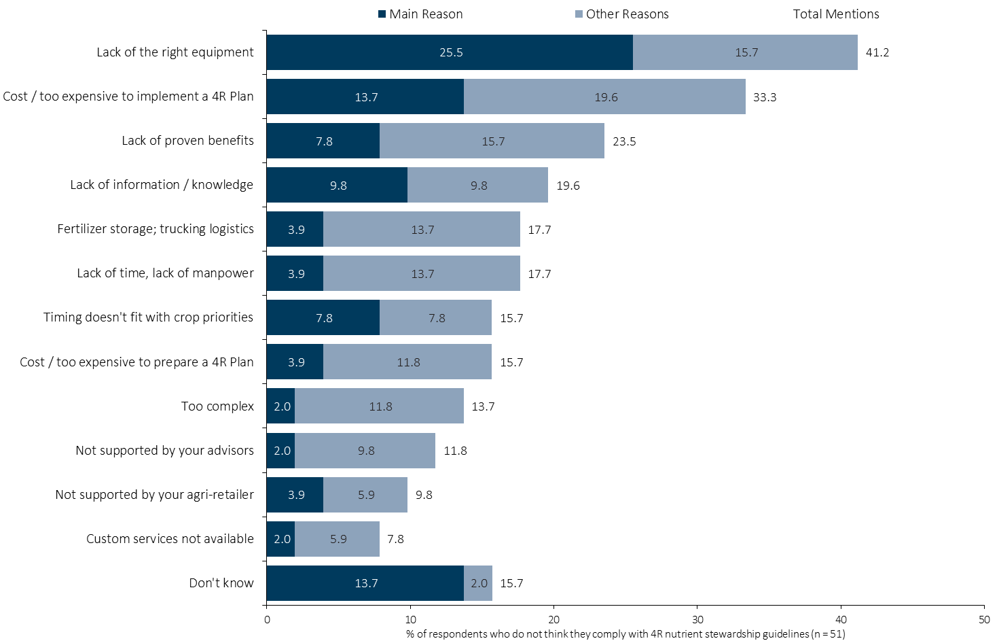 Main Reason Other Reasons Total Mentions
Lack of the right equipment 25.5 15.7 41.2
Cost / too expensive to implement a 4R Plan 13.7 19.6 33.3
Lack of proven benefits 7.8 15.7 23.5
Lack of information / knowledge 9.8 9.8 19.6
Fertilizer storage; trucking logistics 3.9 13.7 17.7
Lack of time, lack of manpower 3.9 13.7 17.7
Timing doesn't fit with crop priorities 7.8 7.8 15.7
Cost / too expensive to prepare a 4R Plan 3.9 11.8 15.7
Too complex 2.0 11.8 13.7
Not supported by your advisors 2.0 9.8 11.8
Not supported by your agri-retailer 3.9 5.9 9.8
Custom services not available 2.0 5.9 7.8
Don't know 13.7 2.0 15.7
0 10 20 30 40 50
% of respondents who do not think they comply with 4R nutrient stewardship guidelines (n = 51)